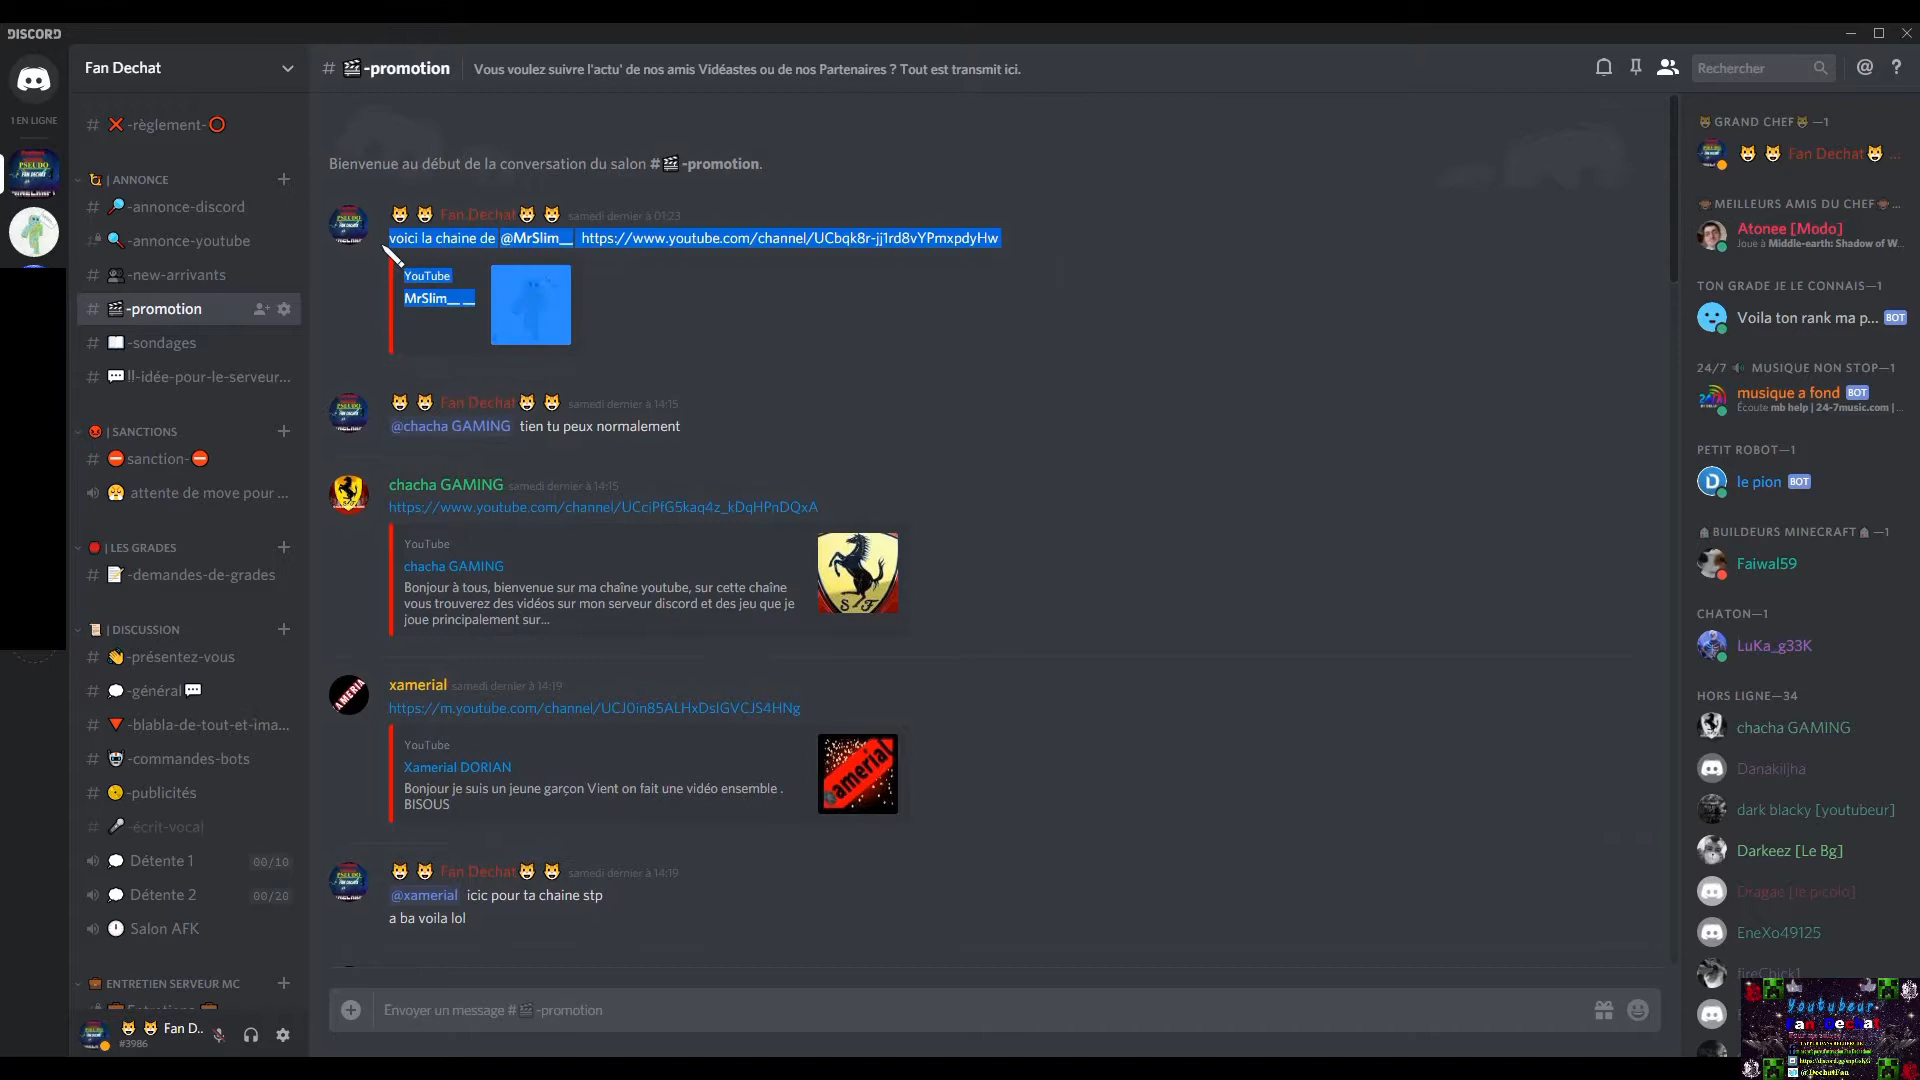 DISCORD
1 EN LIGNE
Fan Dechat
# -règlement-
| ANNONCE
-annonce-discord
-annonce-youtube
# -new-arrivants
# -promotion
# -sondages
# !!-idée-pour-le-serveur...
| SANCTIONS
# sanction-
attente de move pour ...
| LES GRADES
# -demandes-de-grades
| DISCUSSION
# -présentez-vous
# -général
# -blabla-de-tout-et-ima...
# -commandes-bots
# -publicités
# -écrit-vocal
Détente 1 00/10
Détente 2 00/20
Salon AFK
ENTRETIEN SERVEUR MC
Fan D..
#3986
# -promotion
Vous voulez suivre l'actu' de nos amis Vidéastes ou de nos Partenaires ? Tout est transmit ici.
Rechercher
Bienvenue au début de la conversation du salon # -promotion.
Fan Dechat samedi dernier à 01:23
voici la chaine de @MrSlim__ https://www.youtube.com/channel/UCbqk8r-jj1rd8vYPmxpdyHw
YouTube
MrSlim__ __
Fan Dechat samedi dernier à 14:15
@chacha GAMING tien tu peux normalement
chacha GAMING samedi dernier à 14:15
https://www.youtube.com/channel/UCciPfG5kaq4z_kDqHPnDQxA
YouTube
chacha GAMING
Bonjour à tous, bienvenue sur ma chaîne youtube, sur cette chaîne
vous trouverez des vidéos sur mon serveur discord et des jeu que je
joue principalement sur...
S F
xamerial samedi dernier à 14:19
https://m.youtube.com/channel/UCJ0in85ALHxDsIGVCJS4HNg
YouTube
Xamerial DORIAN
Bonjour je suis un jeune garçon Vient on fait une vidéo ensemble .
BISOUS
xamerial
Fan Dechat samedi dernier à 14:19
@xamerial icic pour ta chaine stp
a ba voila lol
Envoyer un message # -promotion
GRAND CHEF —1
Fan Dechat ...
MEILLEURS AMIS DU CHEF ...
Atonee [Modo]
Joue à Middle-earth: Shadow of W...
TON GRADE JE LE CONNAIS—1
Voila ton rank ma p... BOT
24/7 MUSIQUE NON STOP—1
musique a fond BOT
Écoute mb help | 24-7music.com | ...
PETIT ROBOT—1
le pion BOT
BUILDEURS MINECRAFT —1
Faiwal59
CHATON—1
LuKa_g33K
HORS LIGNE—34
chacha GAMING
Danakiljha
dark blacky [youtubeur]
Darkeez [Le Bg]
Dragae [le picolo]
EneXo49125
fireChick1
Youtubeur
Fan Dechat
@DechatFan